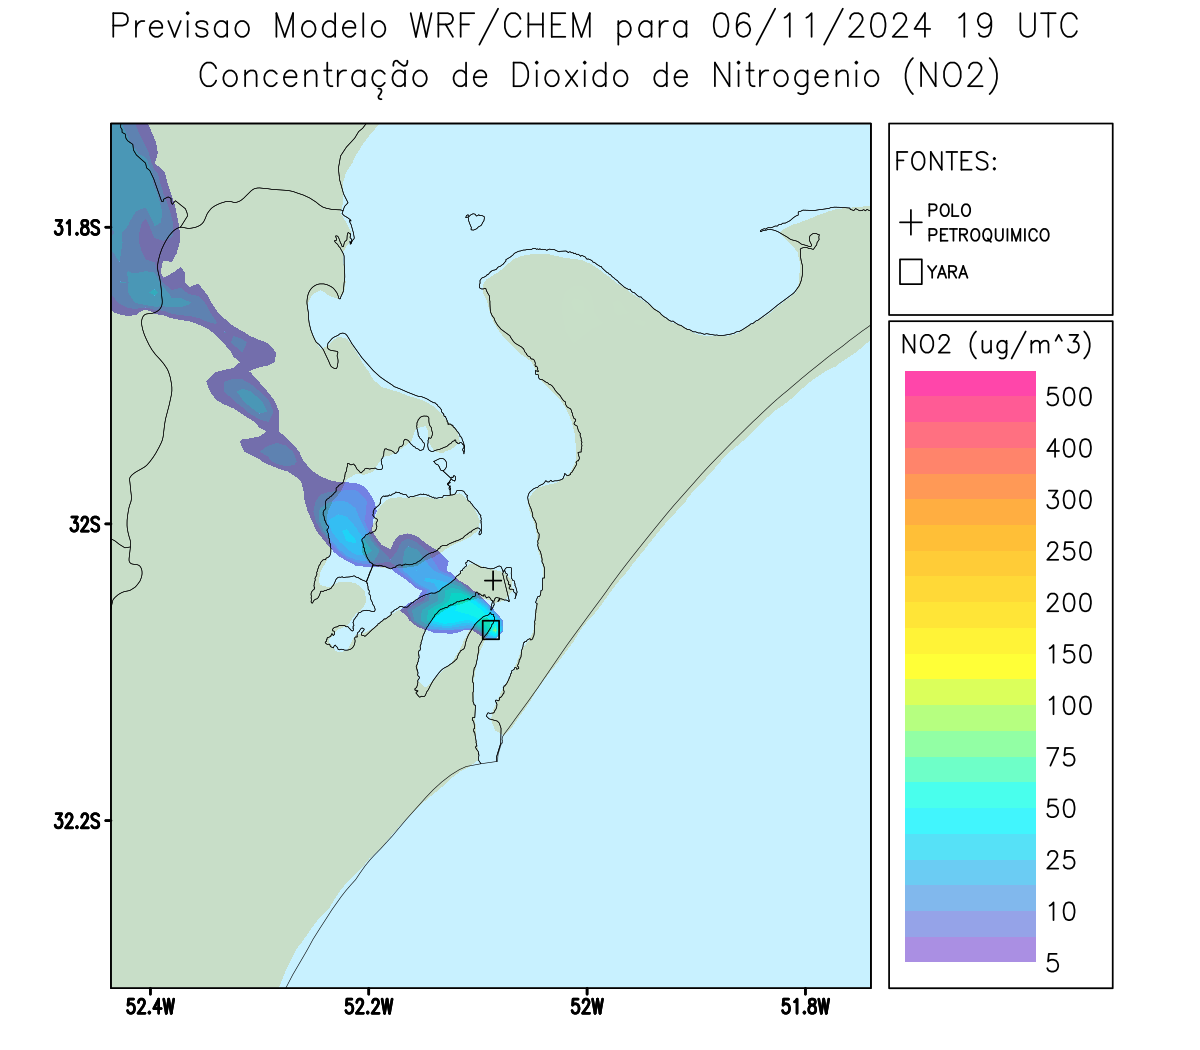 Previsao Modelo WRF/CHEM para 06/11/2024 19 UTC
Concentração de Dioxido de Nitrogenio (NO2)
FONTES:
POLO
PETROQUIMICO
YARA
31.8S
32S
32.2S
52.4W
52.2W
52W
51.8W
NO2 (ug/m^3)
500
400
300
250
200
150
100
75
50
25
10
5